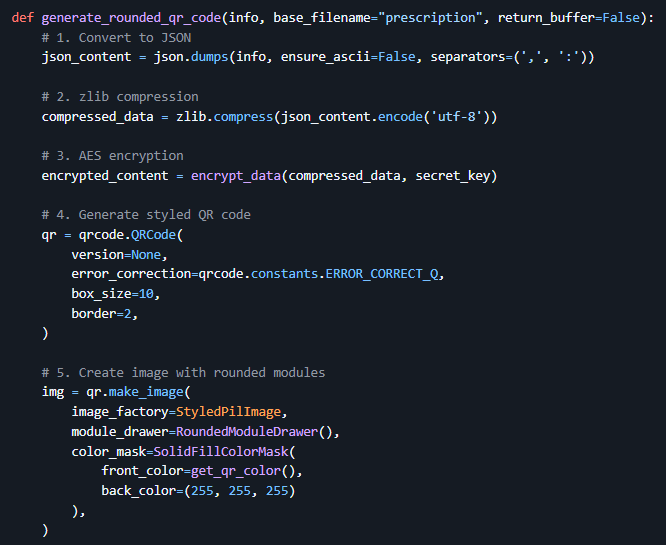 def generate_rounded_qr_code(info, base_filename="prescription", return_buffer=False):
    # 1. Convert to JSON
    json_content = json.dumps(info, ensure_ascii=False, separators=(',', ':'))

    # 2. zlib compression
    compressed_data = zlib.compress(json_content.encode('utf-8'))

    # 3. AES encryption
    encrypted_content = encrypt_data(compressed_data, secret_key)

    # 4. Generate styled QR code
    qr = qrcode.QRCode(
        version=None,
        error_correction=qrcode.constants.ERROR_CORRECT_Q,
        box_size=10,
        border=2,
    )

    # 5. Create image with rounded modules
    img = qr.make_image(
        image_factory=StyledPilImage,
        module_drawer=RoundedModuleDrawer(),
        color_mask=SolidFillColorMask(
            front_color=get_qr_color(),
            back_color=(255, 255, 255)
        ),
    )